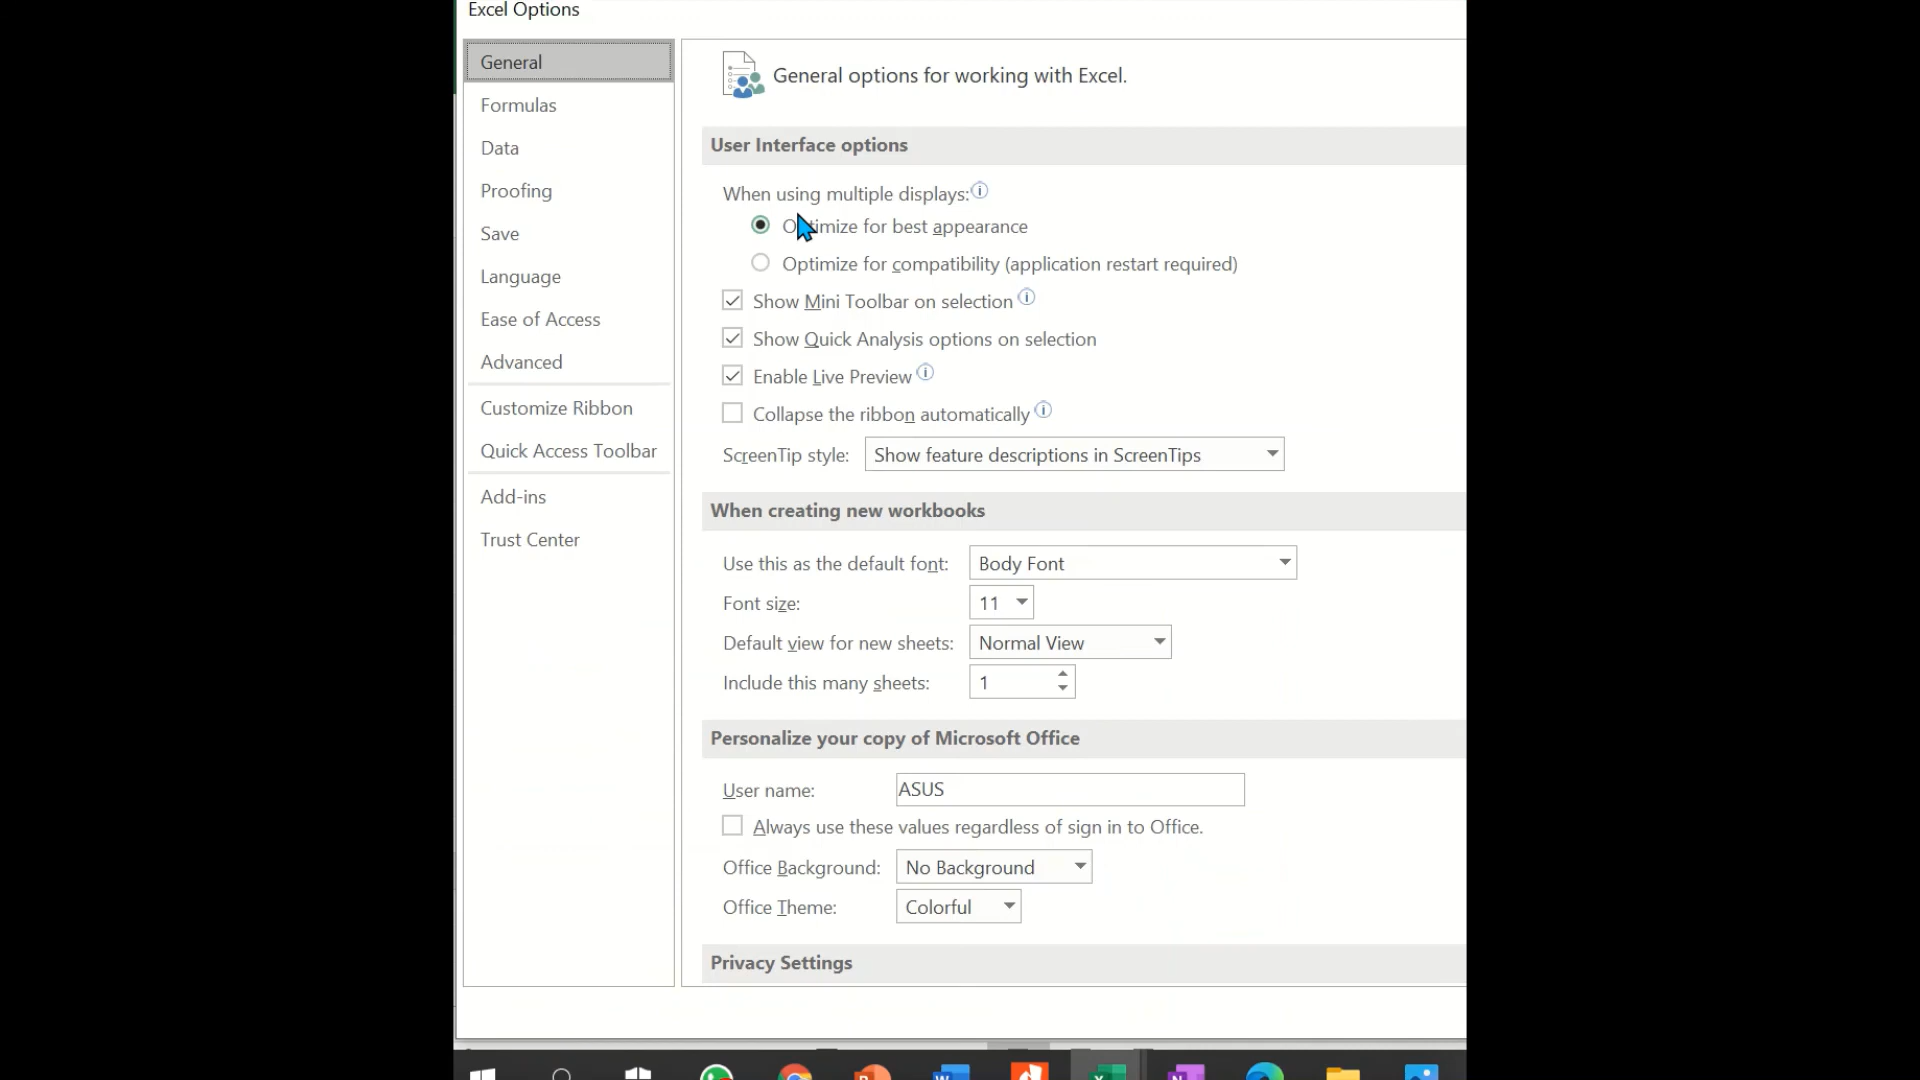 Excel Options
General
Formulas
Data
Proofing
Save
Language
Ease of Access
Advanced
Customize Ribbon
Quick Access Toolbar
Add-ins
Trust Center
General options for working with Excel.
User Interface options
When using multiple displays:
Optimize for best appearance
Optimize for compatibility (application restart required)
Show Mini Toolbar on selection
Show Quick Analysis options on selection
Enable Live Preview
Collapse the ribbon automatically
ScreenTip style: Show feature descriptions in ScreenTips
When creating new workbooks
Use this as the default font: Body Font
Font size: 11
Default view for new sheets: Normal View
Include this many sheets: 1
Personalize your copy of Microsoft Office
User name: ASUS
Always use these values regardless of sign in to Office.
Office Background: No Background
Office Theme: Colorful
Privacy Settings